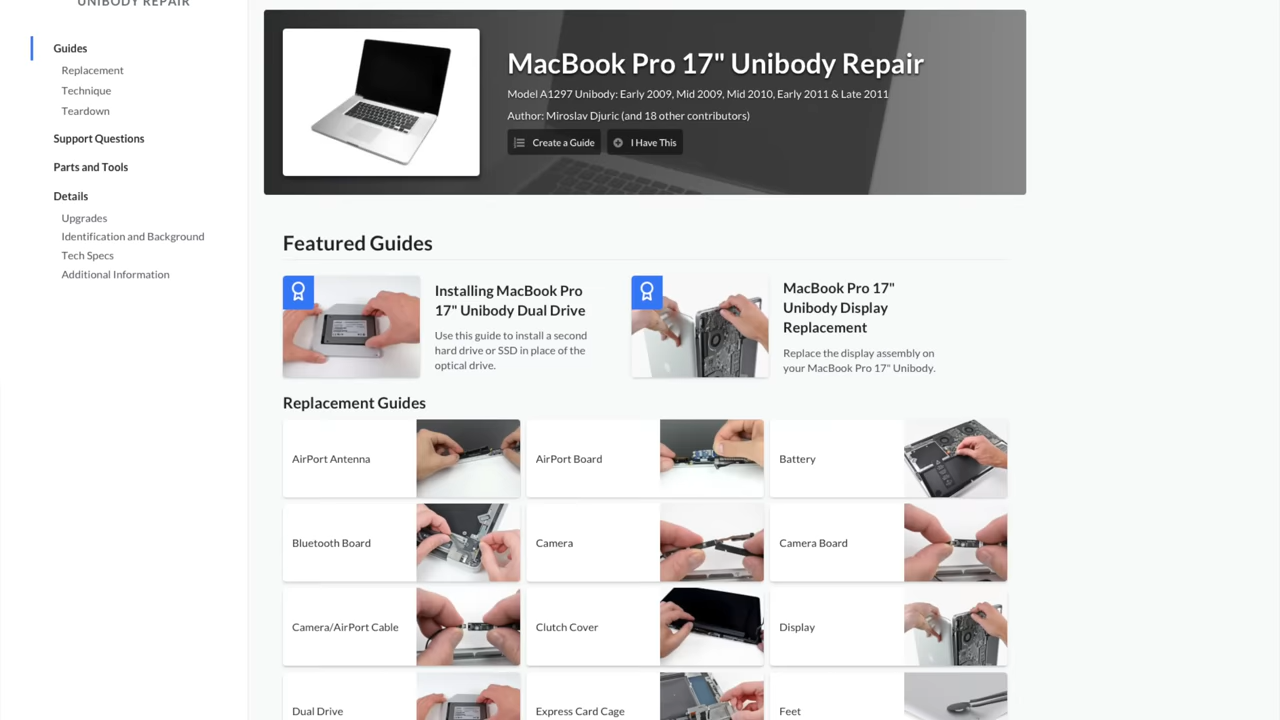 UNIBODY REPAIR
Guides
Replacement
Technique
Teardown
Support Questions
Parts and Tools
Details
Upgrades
Identification and Background
Tech Specs
Additional Information
MacBook Pro 17" Unibody Repair
Model A1297 Unibody: Early 2009, Mid 2009, Mid 2010, Early 2011 & Late 2011
Author: Miroslav Djuric (and 18 other contributors)
Create a Guide
I Have This
Featured Guides
Installing MacBook Pro
17" Unibody Dual Drive
Use this guide to install a second
hard drive or SSD in place of the
optical drive.
MacBook Pro 17"
Unibody Display
Replacement
Replace the display assembly on
your MacBook Pro 17" Unibody.
Replacement Guides
AirPort Antenna
AirPort Board
Battery
Bluetooth Board
Camera
Camera Board
Camera/AirPort Cable
Clutch Cover
Display
Dual Drive
Express Card Cage
Feet